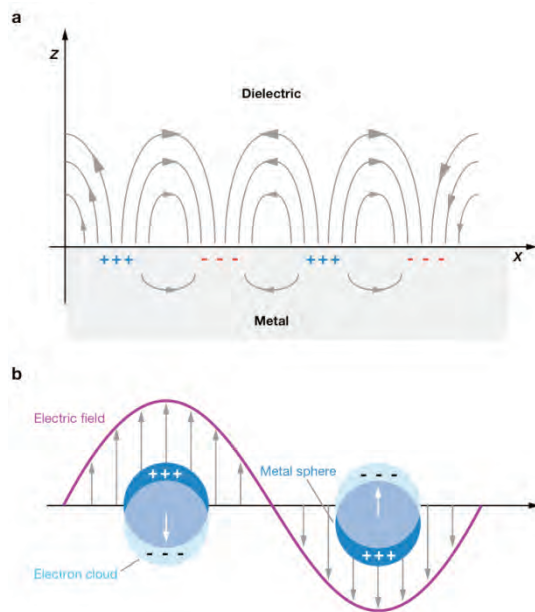 a
z
Dielectric
+++ - - - +++ - - -
x
Metal
b
Electric field
+++ - - -
Metal sphere
- - - +++
Electron cloud